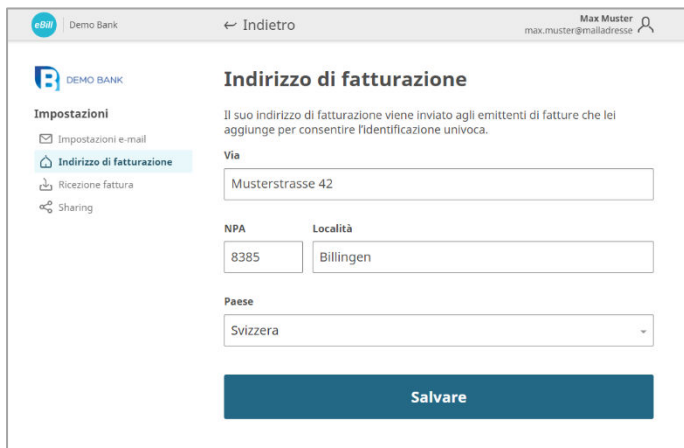 eBill Demo Bank
← Indietro
Max Muster
max.muster@mailadresse
DEMO BANK
Impostazioni
Impostazioni e-mail
Indirizzo di fatturazione
Ricezione fattura
Sharing
Indirizzo di fatturazione
Il suo indirizzo di fatturazione viene inviato agli emittenti di fatture che lei
aggiunge per consentire l'identificazione univoca.
Via
Musterstrasse 42
NPA Località
8385 Billingen
Paese
Svizzera
Salvare